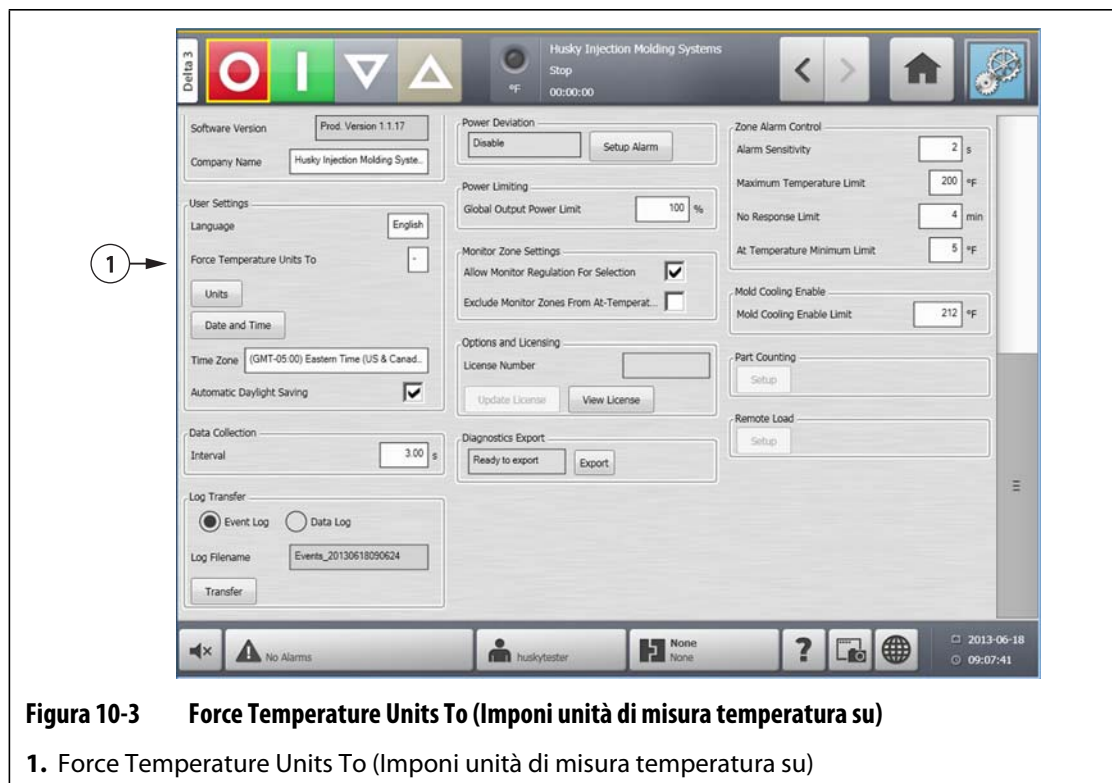 Delta 3
Husky Injection Molding Systems
Stop
°F
00:00:00
Software Version
Prod. Version 1.1.17
Company Name
Husky Injection Molding Syste..
User Settings
Language
English
1
Force Temperature Units To
-
Units
Date and Time
Time Zone
(GMT-05:00) Eastern Time (US & Canad..
Automatic Daylight Saving
Data Collection
Interval
3.00 s
Log Transfer
Event Log
Data Log
Log Filename
Events_20130618090624
Transfer
Power Deviation
Disable
Setup Alarm
Power Limiting
Global Output Power Limit
100 %
Monitor Zone Settings
Allow Monitor Regulation For Selection
Exclude Monitor Zones From At-Temperat...
Options and Licensing
License Number
Update License
View License
Diagnostics Export
Ready to export
Export
Zone Alarm Control
Alarm Sensitivity
2 s
Maximum Temperature Limit
200 °F
No Response Limit
4 min
At Temperature Minimum Limit
5 °F
Mold Cooling Enable
Mold Cooling Enable Limit
212 °F
Part Counting
Setup
Remote Load
Setup
No Alarms
huskytester
None
None
?
2013-06-18
09:07:41
Figura 10-3 Force Temperature Units To (Imponi unità di misura temperatura su)
1. Force Temperature Units To (Imponi unità di misura temperatura su)